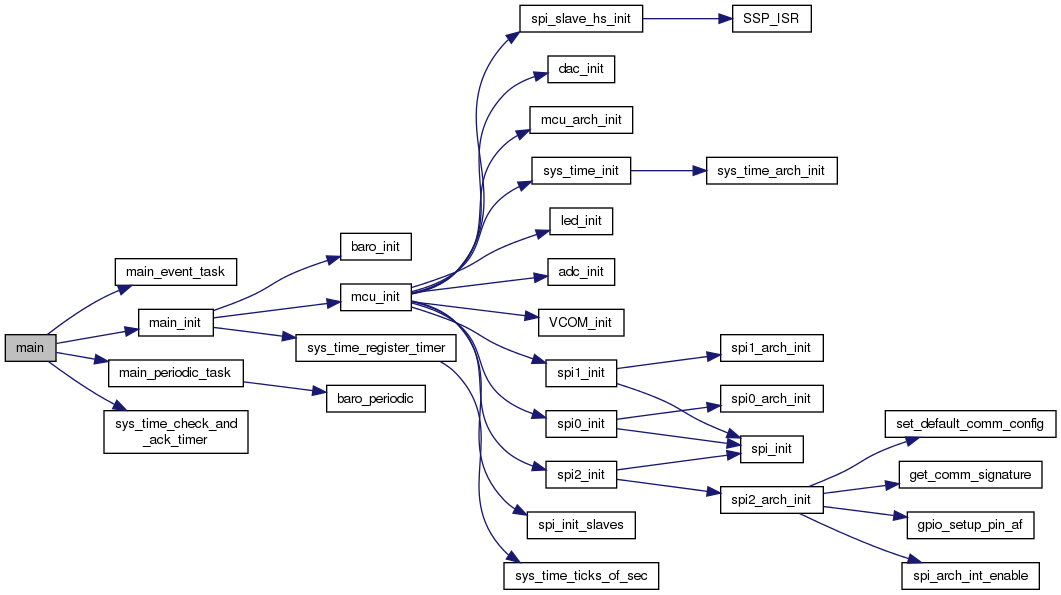 main
main_event_task
main_init
main_periodic_task
sys_time_check_and
_ack_timer
baro_init
mcu_init
sys_time_register_timer
baro_periodic
spi_slave_hs_init
dac_init
mcu_arch_init
sys_time_init
led_init
adc_init
VCOM_init
spi1_init
spi0_init
spi2_init
spi_init_slaves
sys_time_ticks_of_sec
SSP_ISR
sys_time_arch_init
spi1_arch_init
spi0_arch_init
spi_init
spi2_arch_init
set_default_comm_config
get_comm_signature
gpio_setup_pin_af
spi_arch_int_enable